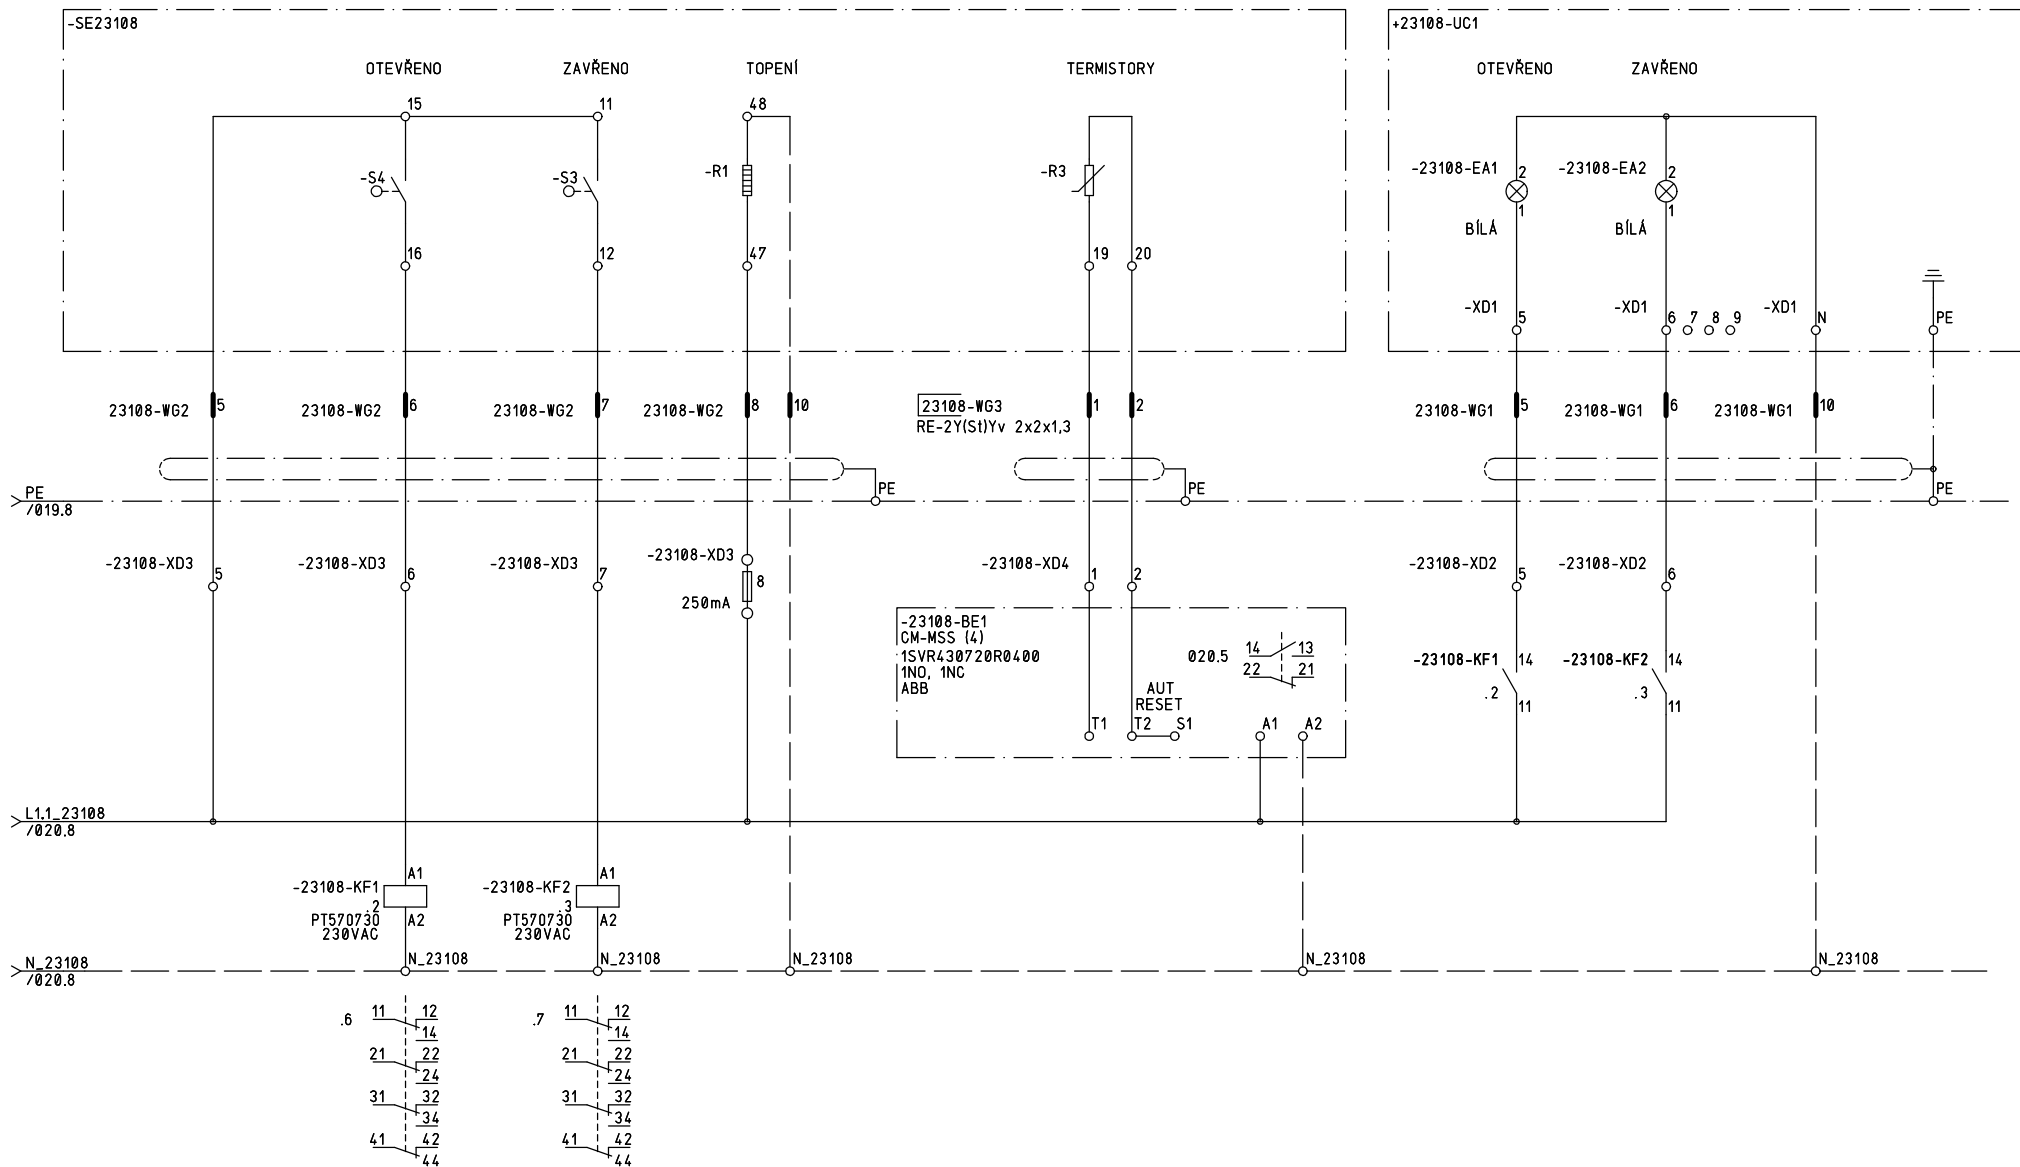 -SE23108
+23108-UC1
OTEVŘENO
ZAVŘENO
TOPENÍ
TERMISTORY
OTEVŘENO
ZAVŘENO
15
11
48
-S4
-S3
-R1
-R3
-23108-EA1
2
-23108-EA2
2
1
1
BÍLÁ
BÍLÁ
16
12
47
19
20
-XD1
5
-XD1
6
7
8
9
-XD1
N
PE
23108-WG2
5
23108-WG2
6
23108-WG2
7
23108-WG2
8
10
23108-WG3
1
2
RE-2Y(St)Yv 2x2x1,3
23108-WG1
5
23108-WG1
6
23108-WG1
10
PE
/019.8
PE
PE
PE
-23108-XD3
5
-23108-XD3
6
-23108-XD3
7
-23108-XD3
8
250mA
-23108-XD4
1
2
-23108-XD2
5
-23108-XD2
6
-23108-BE1
CM-MSS (4)
1SVR430720R0400
1NO, 1NC
ABB
020.5
14
13
22
21
AUT
RESET
T1
T2
S1
A1
A2
-23108-KF1
14
.2
11
-23108-KF2
14
.3
11
L1.1_23108
/020.8
-23108-KF1
A1
.2
PT570730
A2
230VAC
-23108-KF2
A1
.3
PT570730
A2
230VAC
N_23108
/020.8
N_23108
N_23108
N_23108
N_23108
N_23108
.6
11
12
14
21
22
24
31
32
34
41
42
44
.7
11
12
14
21
22
24
31
32
34
41
42
44